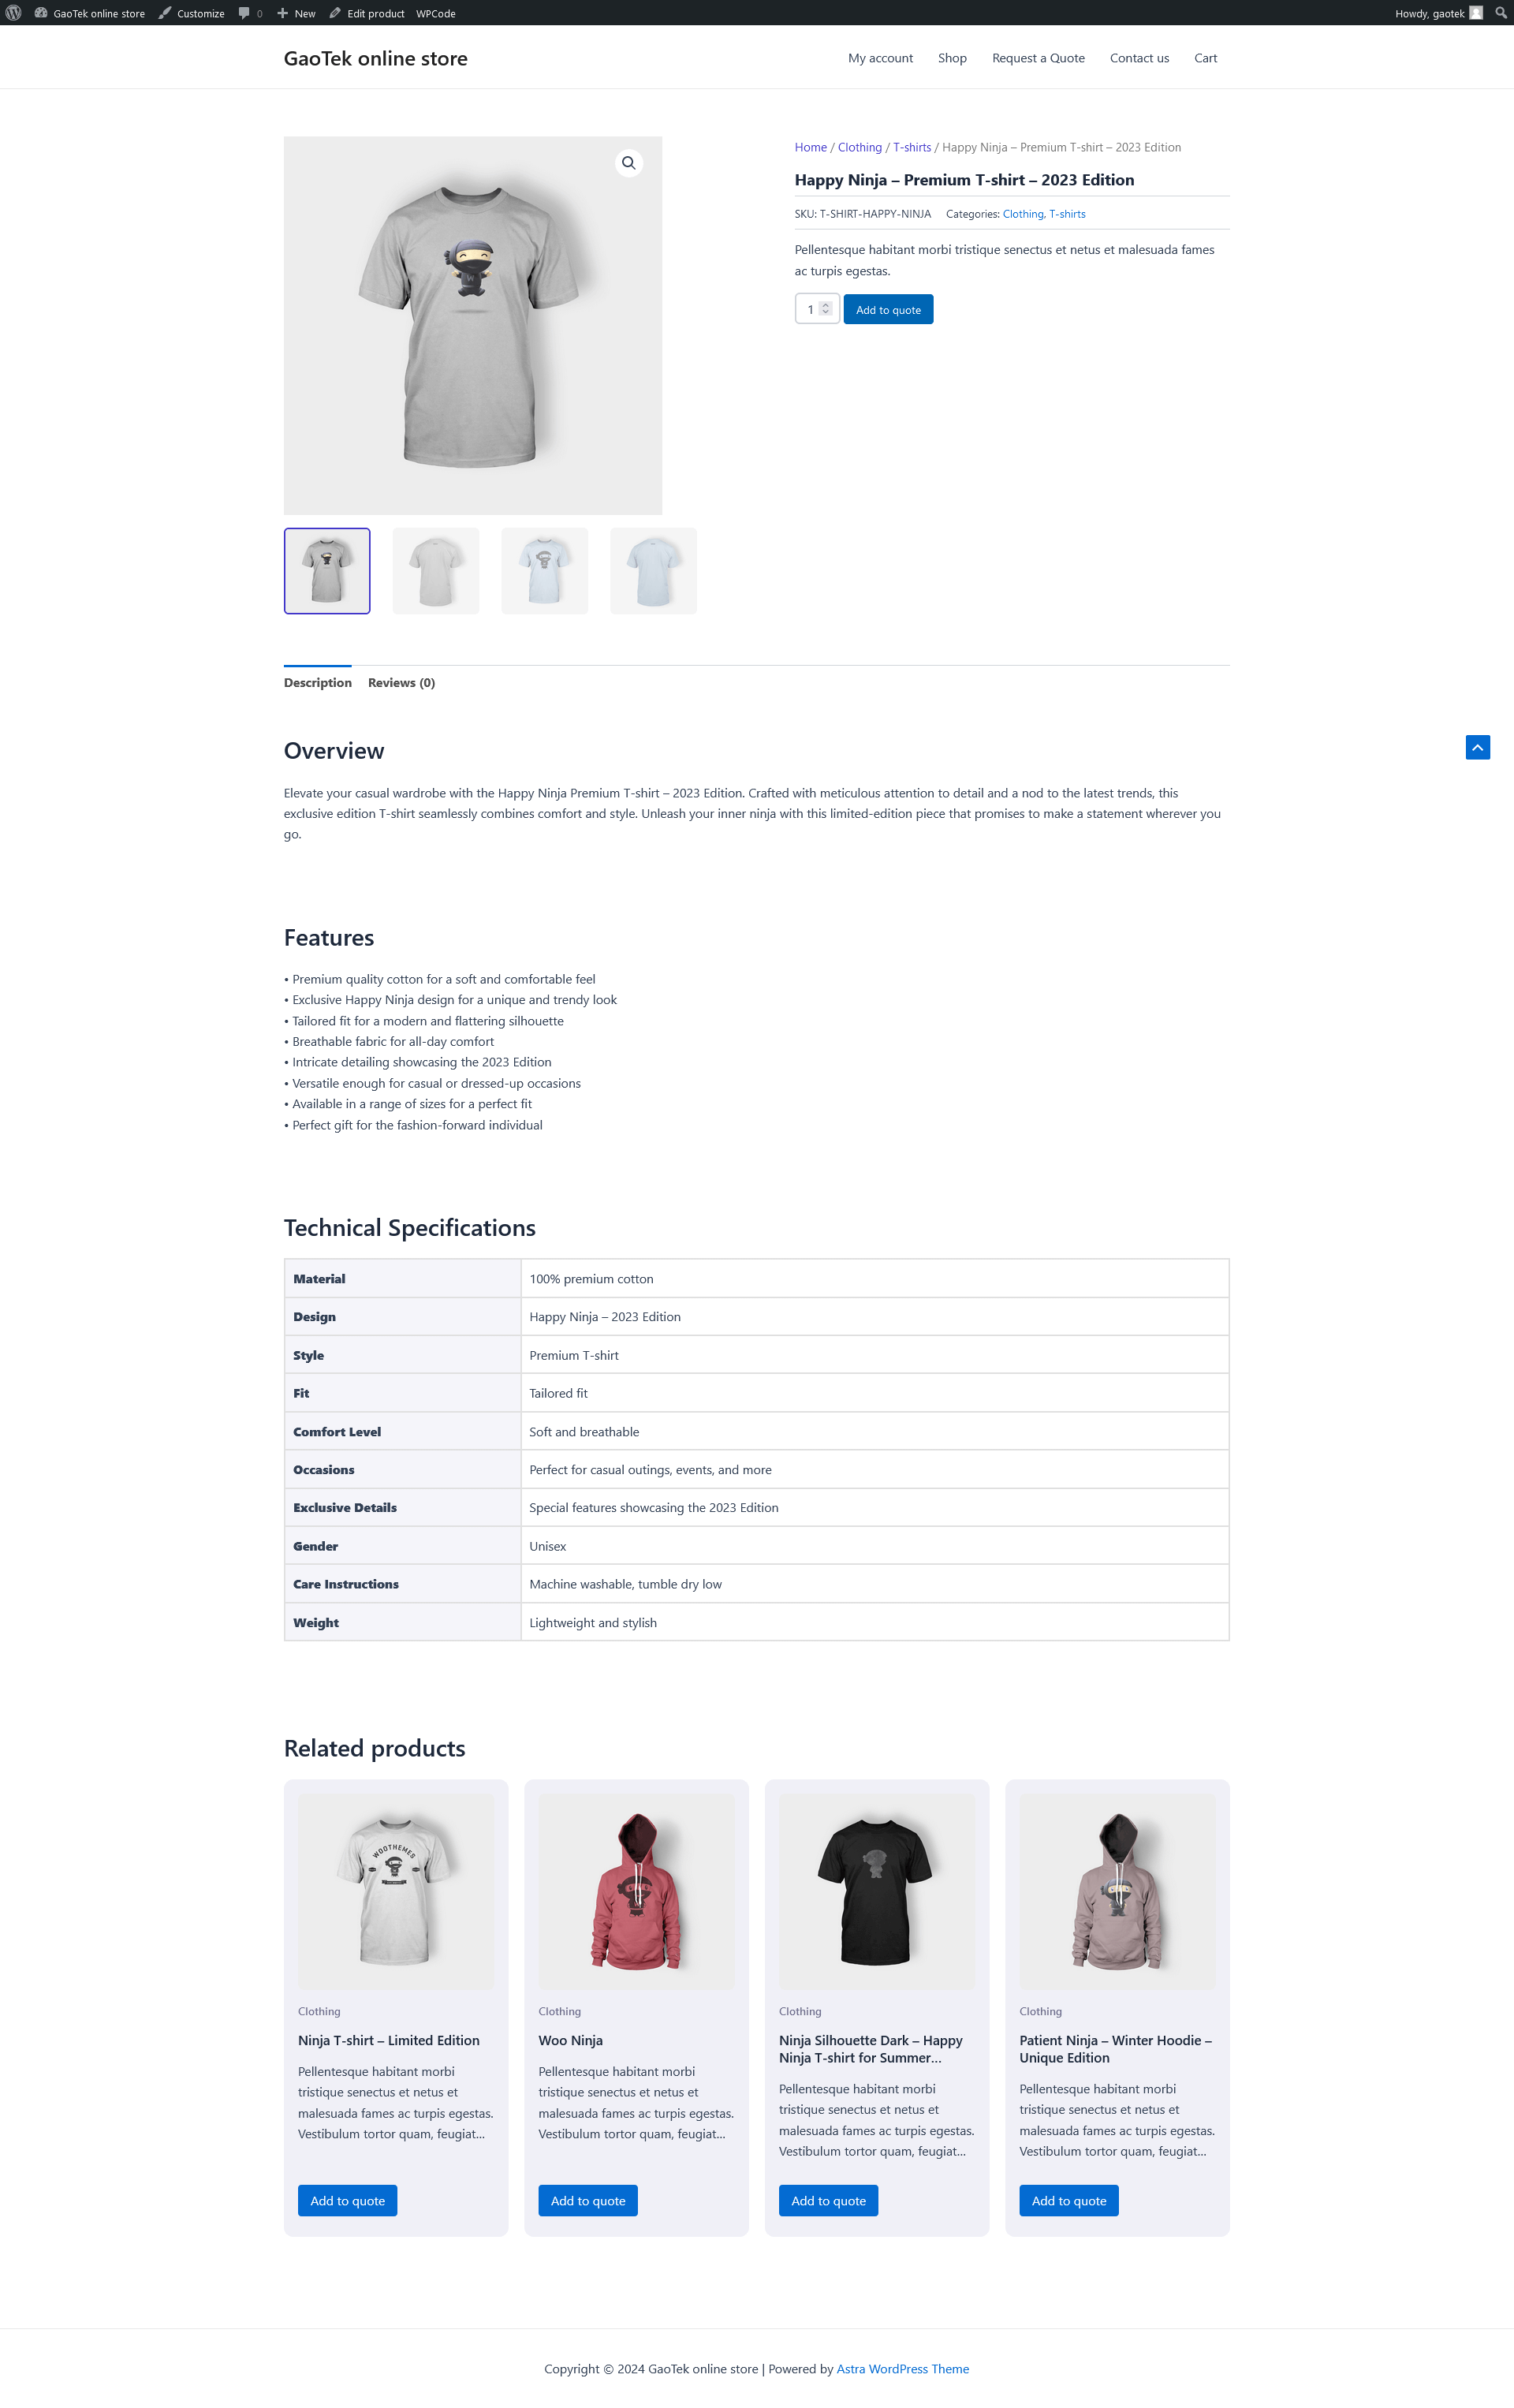 GaoTek online store Customize 0 New Edit product WPCode Howdy, gaotek
GaoTek online store
My account Shop Request a Quote Contact us Cart
Home / Clothing / T-shirts / Happy Ninja – Premium T-shirt – 2023 Edition
Happy Ninja – Premium T-shirt – 2023 Edition
SKU: T-SHIRT-HAPPY-NINJA Categories: Clothing, T-shirts
Pellentesque habitant morbi tristique senectus et netus et malesuada fames
ac turpis egestas.
1 Add to quote
W
Description Reviews (0)
Overview
Elevate your casual wardrobe with the Happy Ninja Premium T-shirt – 2023 Edition. Crafted with meticulous attention to detail and a nod to the latest trends, this
exclusive edition T-shirt seamlessly combines comfort and style. Unleash your inner ninja with this limited-edition piece that promises to make a statement wherever you
go.
Features
• Premium quality cotton for a soft and comfortable feel
• Exclusive Happy Ninja design for a unique and trendy look
• Tailored fit for a modern and flattering silhouette
• Breathable fabric for all-day comfort
• Intricate detailing showcasing the 2023 Edition
• Versatile enough for casual or dressed-up occasions
• Available in a range of sizes for a perfect fit
• Perfect gift for the fashion-forward individual
Technical Specifications
Material 100% premium cotton
Design Happy Ninja – 2023 Edition
Style Premium T-shirt
Fit Tailored fit
Comfort Level Soft and breathable
Occasions Perfect for casual outings, events, and more
Exclusive Details Special features showcasing the 2023 Edition
Gender Unisex
Care Instructions Machine washable, tumble dry low
Weight Lightweight and stylish
Related products
WOOTHEMES
Clothing
Ninja T-shirt – Limited Edition
Pellentesque habitant morbi
tristique senectus et netus et
malesuada fames ac turpis egestas.
Vestibulum tortor quam, feugiat…
Add to quote
Clothing
Woo Ninja
Pellentesque habitant morbi
tristique senectus et netus et
malesuada fames ac turpis egestas.
Vestibulum tortor quam, feugiat…
Add to quote
Clothing
Ninja Silhouette Dark – Happy
Ninja T-shirt for Summer…
Pellentesque habitant morbi
tristique senectus et netus et
malesuada fames ac turpis egestas.
Vestibulum tortor quam, feugiat…
Add to quote
Clothing
Patient Ninja – Winter Hoodie –
Unique Edition
Pellentesque habitant morbi
tristique senectus et netus et
malesuada fames ac turpis egestas.
Vestibulum tortor quam, feugiat…
Add to quote
Copyright © 2024 GaoTek online store | Powered by Astra WordPress Theme